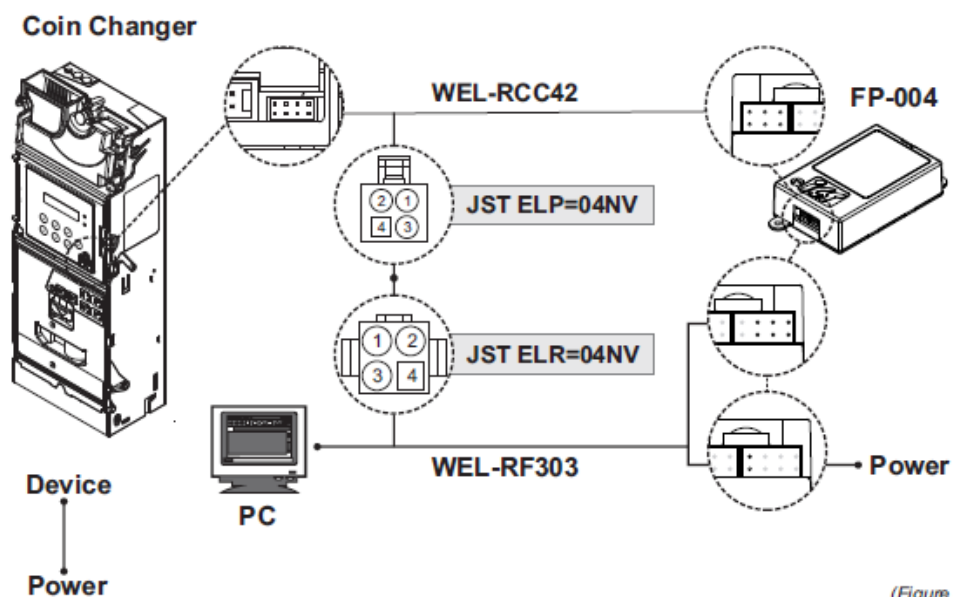 Coin Changer
WEL-RCC42
FP-004
2 1
4 3
JST ELP=04NV
1 2
3 4
JST ELR=04NV
WEL-RF303
Power
PC
Device
Power
(Figure